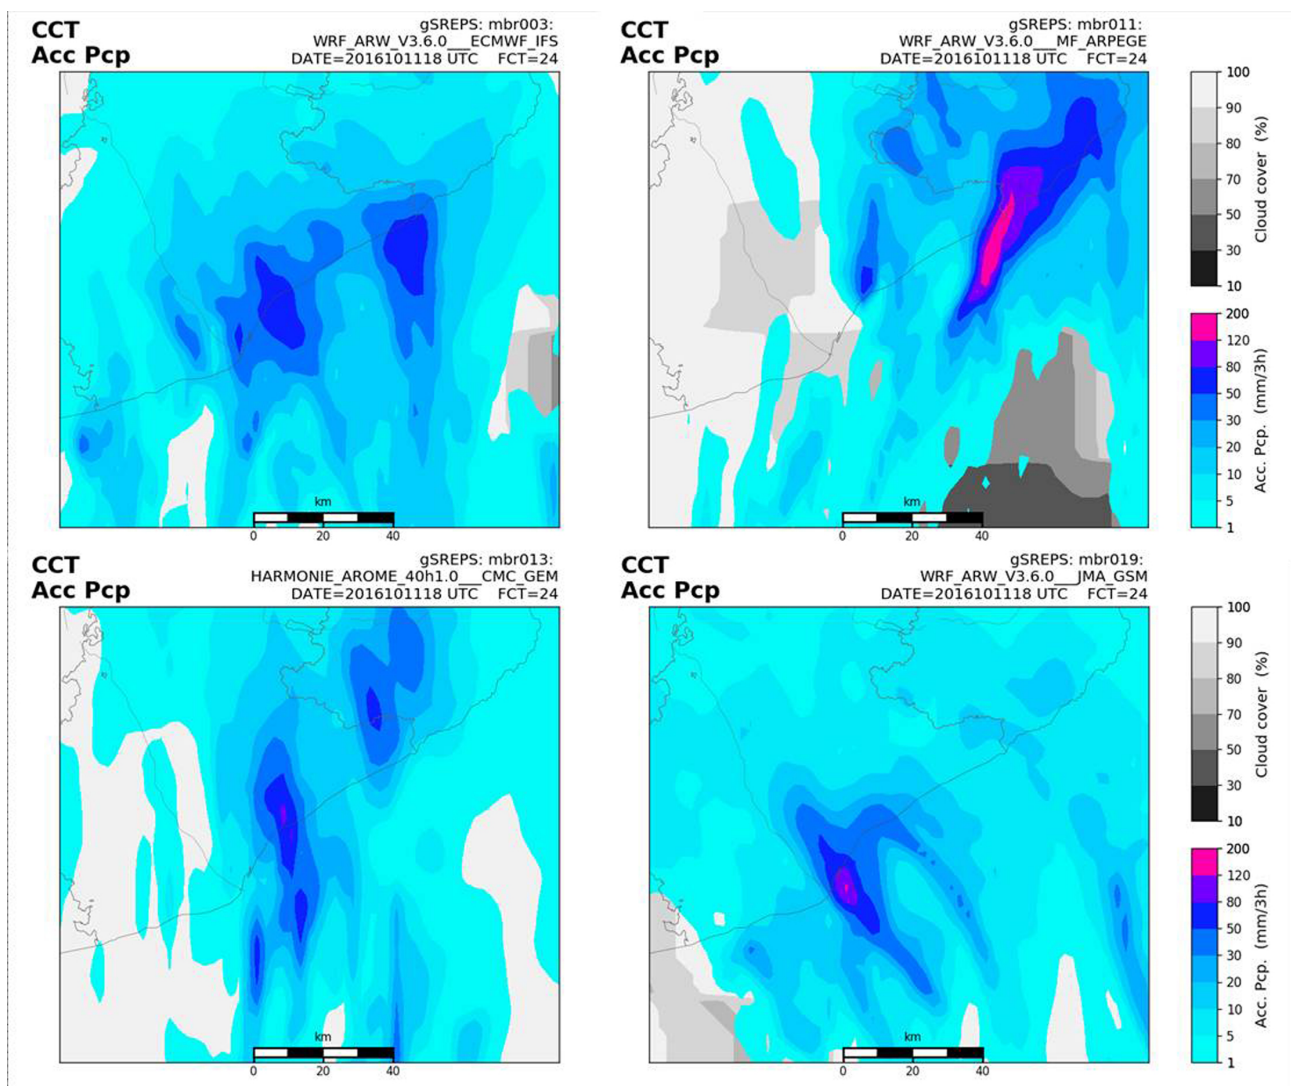 CCT
Acc Pcp
gSREPS: mbr003:
WRF_ARW_V3.6.0___ECMWF_IFS
DATE=2016101118 UTC FCT=24
km
0 20 40
CCT
Acc Pcp
gSREPS: mbr011:
WRF_ARW_V3.6.0___MF_ARPEGE
DATE=2016101118 UTC FCT=24
km
0 20 40
100
90
80
70
50
30
10
Cloud cover (%)
200
120
80
50
30
20
10
5
1
Acc. Pcp. (mm/3h)
CCT
Acc Pcp
gSREPS: mbr013:
HARMONIE_AROME_40h1.0___CMC_GEM
DATE=2016101118 UTC FCT=24
km
0 20 40
CCT
Acc Pcp
gSREPS: mbr019:
WRF_ARW_V3.6.0___JMA_GSM
DATE=2016101118 UTC FCT=24
km
0 20 40
100
90
80
70
50
30
10
Cloud cover (%)
200
120
80
50
30
20
10
5
1
Acc. Pcp. (mm/3h)